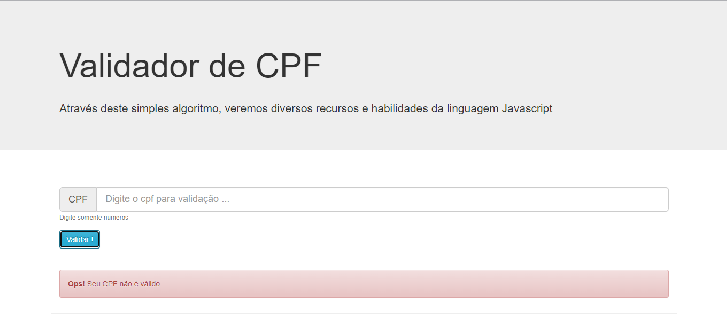 Validador de CPF
Através deste simples algoritmo, veremos diversos recursos e habilidades da linguagem Javascript
CPF Digite o cpf para validação ...
Digite somente números
Validar !
Ops! Seu CPF não é válido